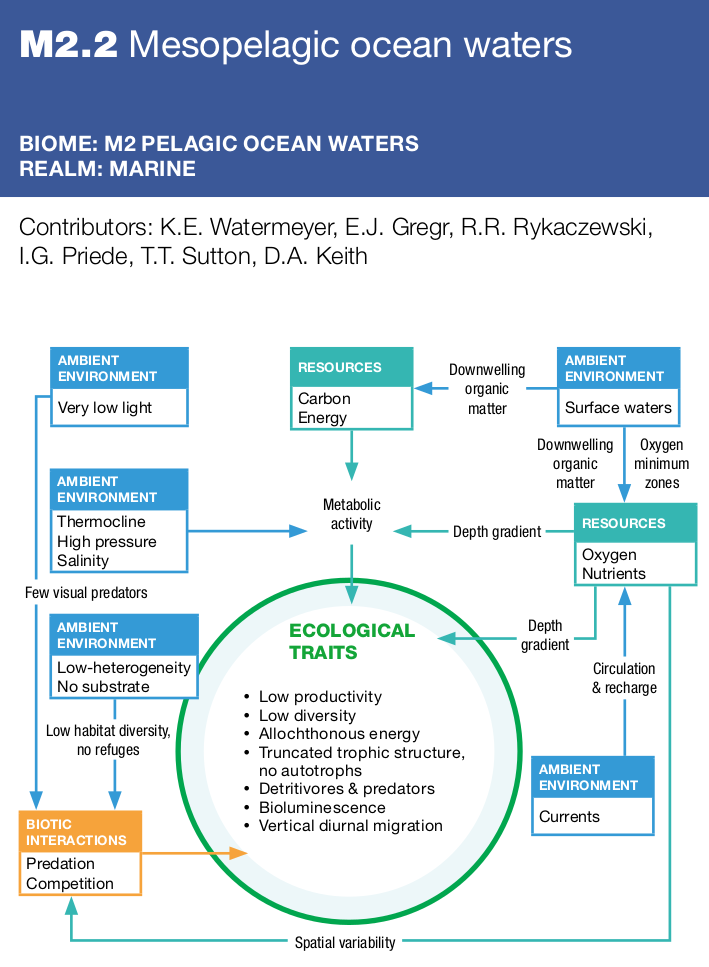 M2.2 Mesopelagic ocean waters
BIOME: M2 PELAGIC OCEAN WATERS
REALM: MARINE
Contributors: K.E. Watermeyer, E.J. Gregr, R.R. Rykaczewski,
I.G. Priede, T.T. Sutton, D.A. Keith
AMBIENT
ENVIRONMENT
Very low light
RESOURCES
Carbon
Energy
Downwelling
organic
matter
AMBIENT
ENVIRONMENT
Surface waters
Downwelling
organic
matter
Oxygen
minimum
zones
AMBIENT
ENVIRONMENT
Thermocline
High pressure
Salinity
Metabolic
activity
Depth gradient
RESOURCES
Oxygen
Nutrients
Few visual predators
AMBIENT
ENVIRONMENT
Low-heterogeneity
No substrate
Low habitat diversity,
no refuges
ECOLOGICAL
TRAITS
• Low productivity
• Low diversity
• Allochthonous energy
• Truncated trophic structure,
no autotrophs
• Detritivores & predators
• Bioluminescence
• Vertical diurnal migration
Depth
gradient
Circulation
& recharge
AMBIENT
ENVIRONMENT
Currents
BIOTIC
INTERACTIONS
Predation
Competition
Spatial variability